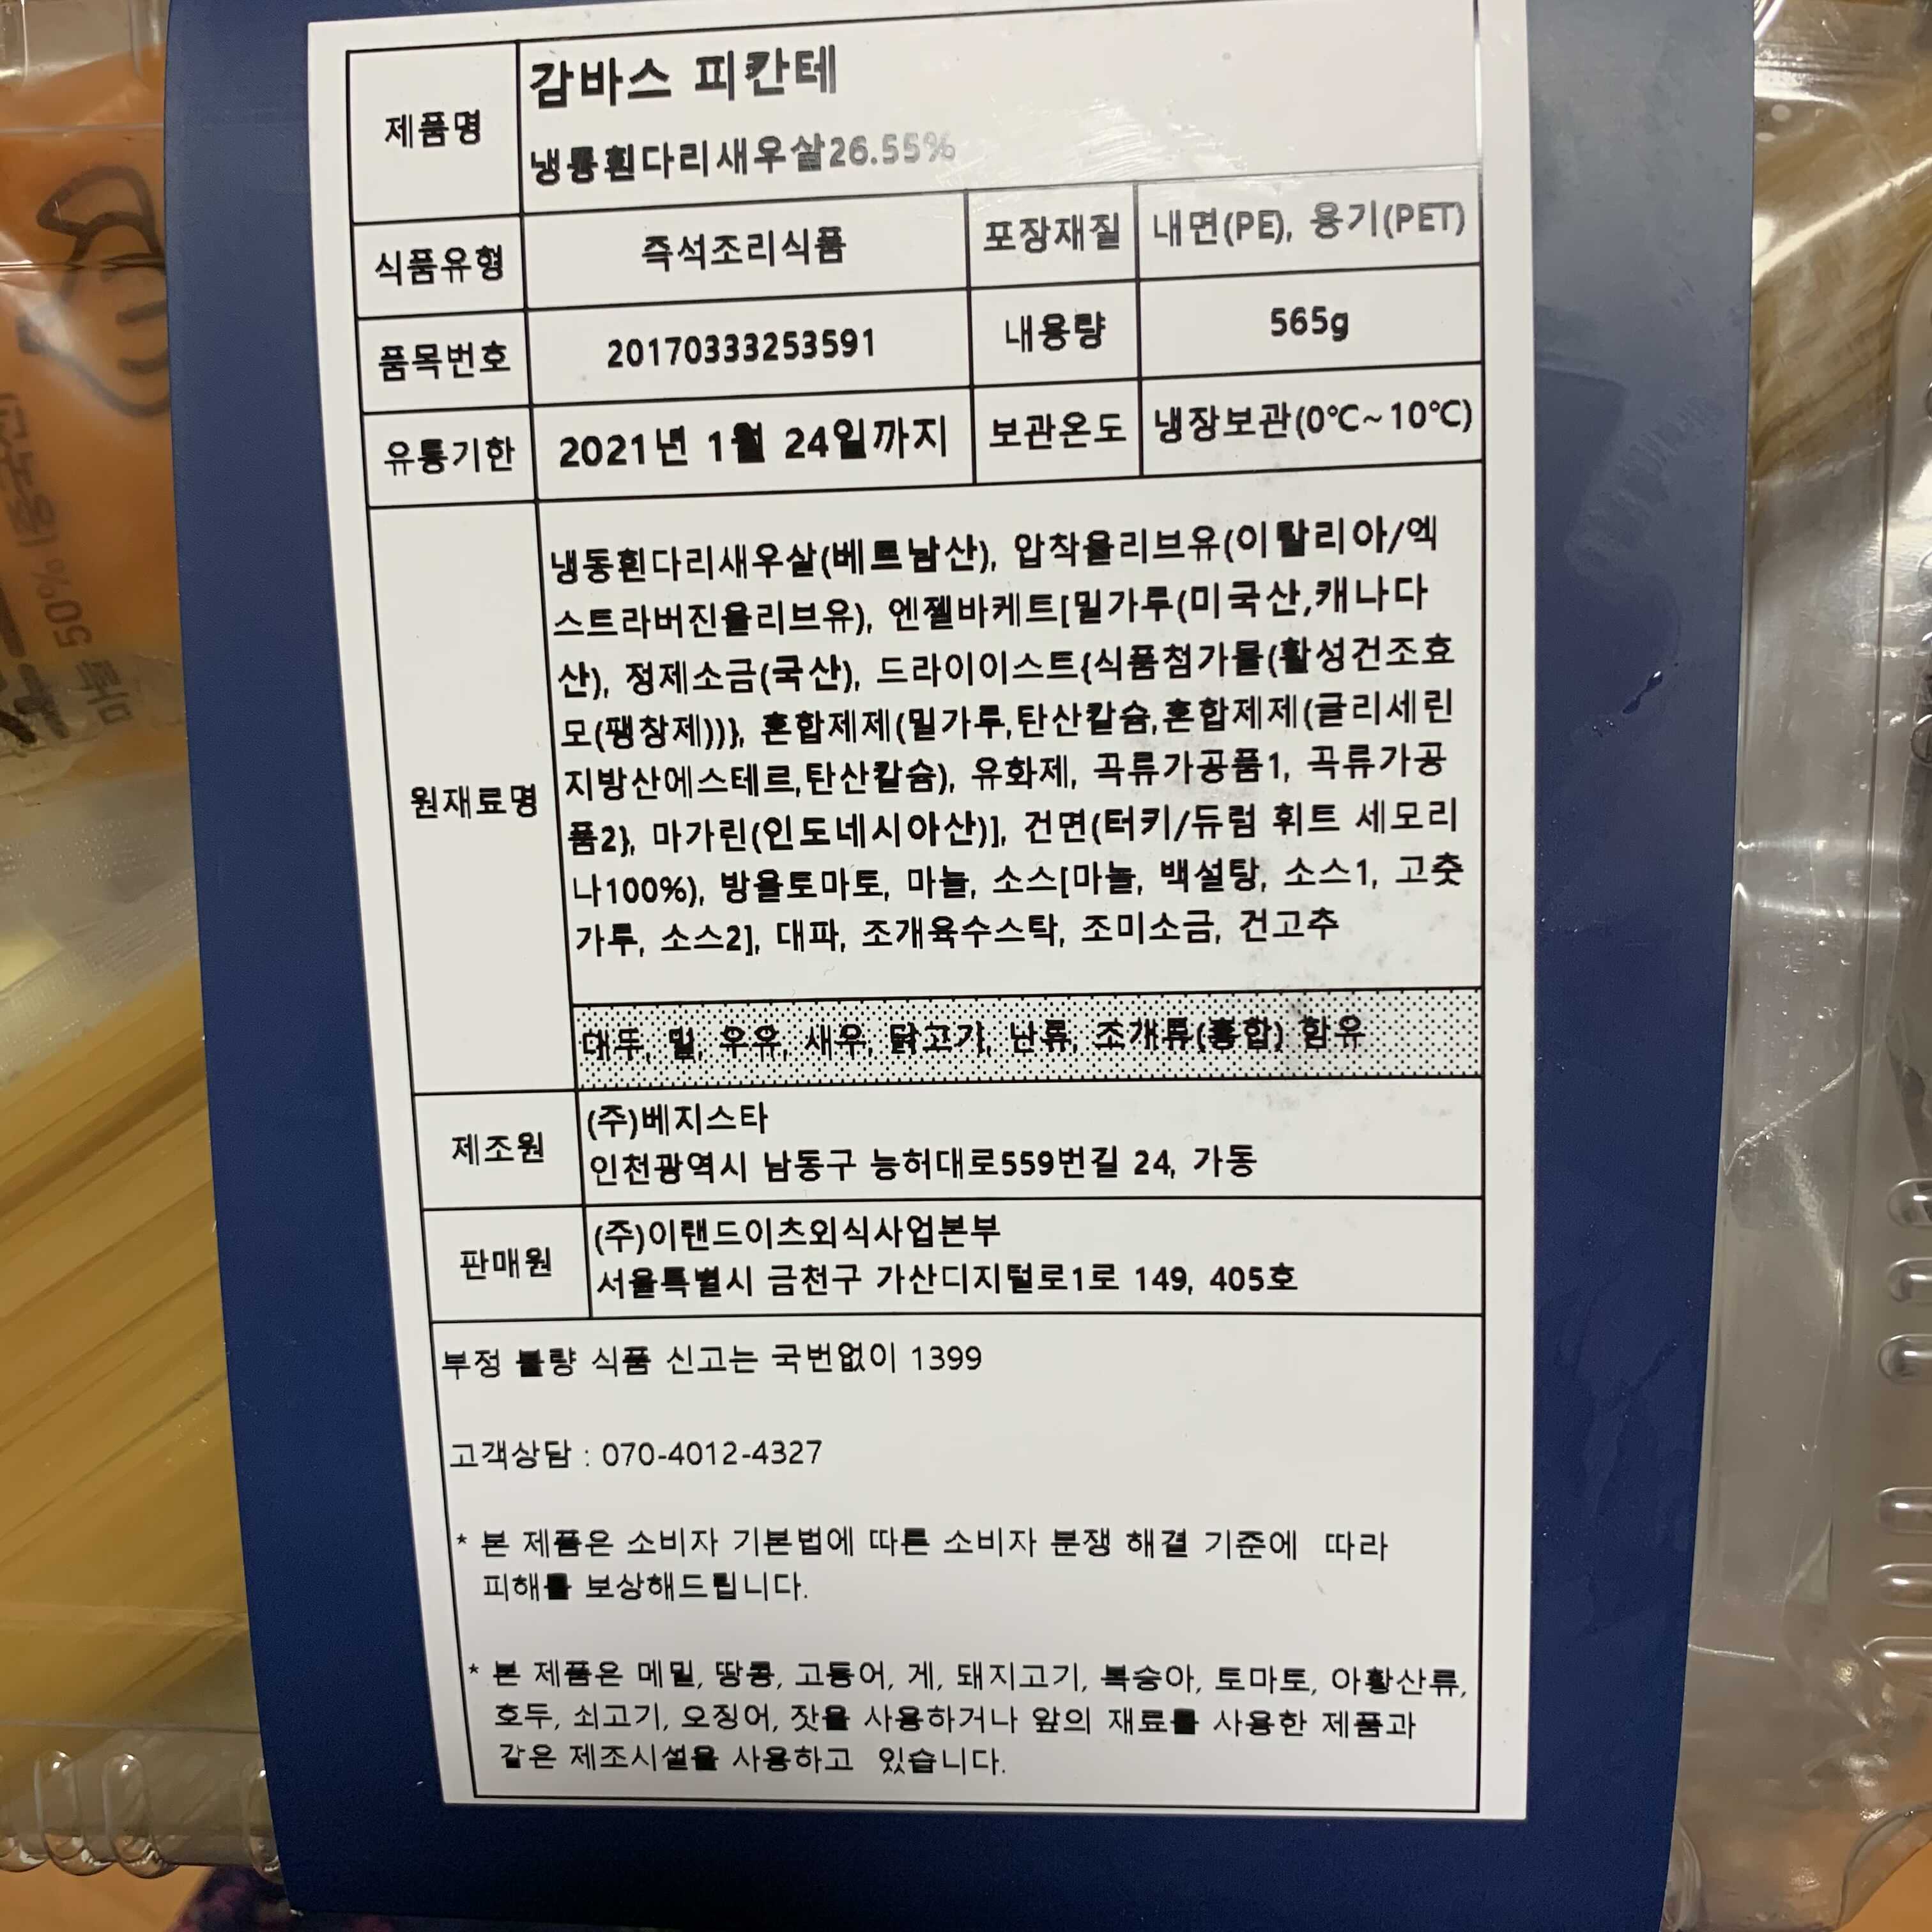 제품명
감바스 피칸테
냉동흰다리새우살26.55%
식품유형
즉석조리식품
포장재질
내면(PE), 용기(PET)
품목번호
20170333253591
내용량
565g
유통기한
2021년 1월 24일까지
보관온도
냉장보관(0℃~10℃)
원재료명
냉동흰다리새우살(베트남산), 압착올리브유(이탈리아/엑
스트라버진올리브유), 엔젤바케트[밀가루(미국산,캐나다
산), 정제소금(국산), 드라이이스트{식품첨가물(활성건조효
모(팽창제))}, 혼합제제(밀가루,탄산칼슘,혼합제제(글리세린
지방산에스테르,탄산칼슘), 유화제, 곡류가공품1, 곡류가공
품2}, 마가린(인도네시아산)], 건면(터키/듀럼 휘트 세모리
나100%), 방울토마토, 마늘, 소스[마늘, 백설탕, 소스1, 고춧
가루, 소스2], 대파, 조개육수스탁, 조미소금, 건고추
대두, 밀, 우유, 새우, 닭고기, 난류, 조개류(홍합) 함유
제조원
(주)베지스타
인천광역시 남동구 능허대로559번길 24, 가동
판매원
(주)이랜드이츠외식사업본부
서울특별시 금천구 가산디지털로1로 149, 405호
부정 불량 식품 신고는 국번없이 1399
고객상담 : 070-4012-4327
* 본 제품은 소비자 기본법에 따른 소비자 분쟁 해결 기준에 따라
피해를 보상해드립니다.
* 본 제품은 메밀, 땅콩, 고등어, 게, 돼지고기, 복숭아, 토마토, 아황산류,
호두, 쇠고기, 오징어, 잣을 사용하거나 앞의 재료를 사용한 제품과
같은 제조시설을 사용하고 있습니다.
50%